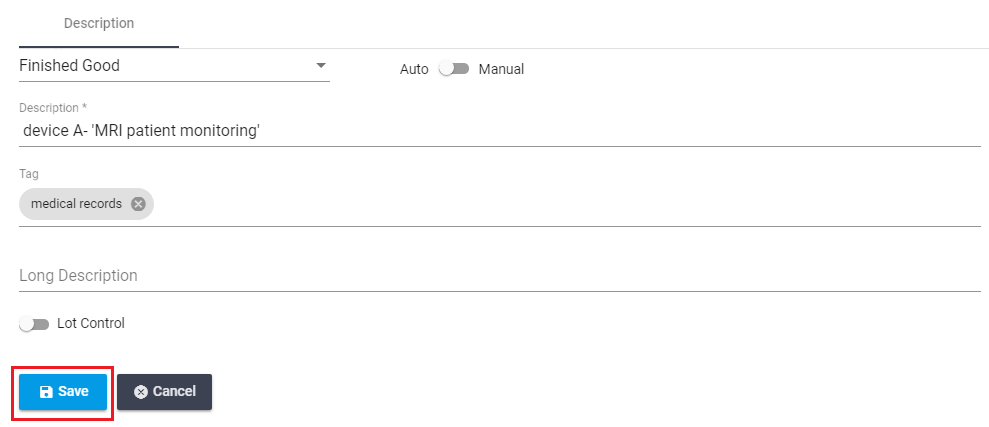 Description
Finished Good
Auto Manual
Description *
device A- 'MRI patient monitoring'
Tag
medical records
Long Description
Lot Control
Save Cancel